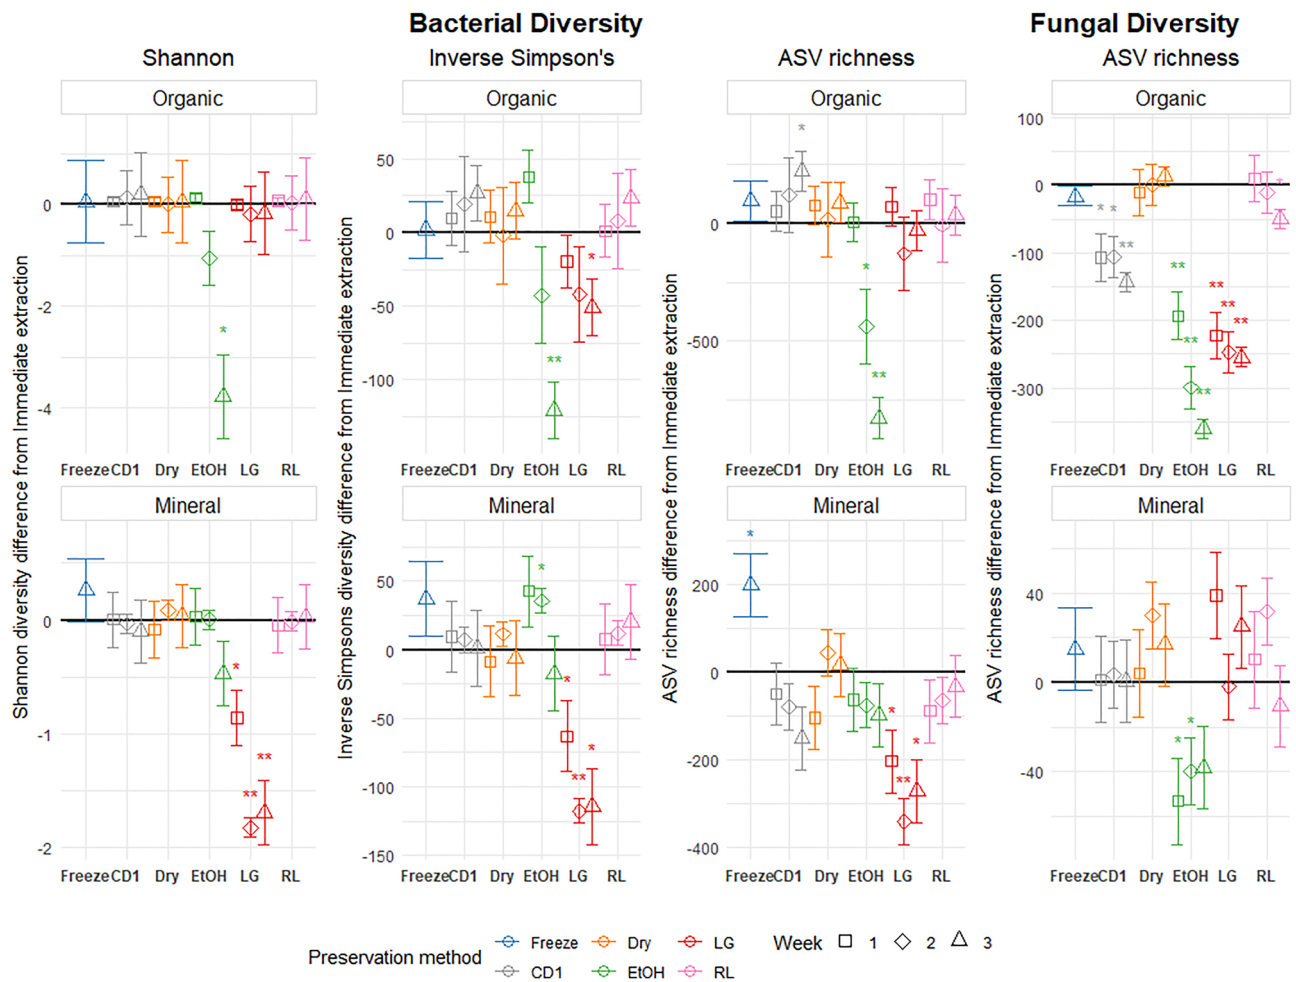 Bacterial Diversity
Fungal Diversity
Shannon
Inverse Simpson's
ASV richness
ASV richness
Organic
Organic
Organic
Organic
Shannon diversity difference from Immediate extraction
0
-2
-4
Freeze CD1 Dry EtOH LG RL
Inverse Simpsons diversity difference from Immediate extraction
50
0
-50
-100
* **
Freeze CD1 Dry EtOH LG RL
ASV richness difference from Immediate extraction
0
-500
Freeze CD1 Dry EtOH LG RL
ASV richness difference from Immediate extraction
100
0
-100
-200
-300
Freeze CD1 Dry EtOH LG RL
Mineral
Mineral
Mineral
Mineral
0
-1
-2
Freeze CD1 Dry EtOH LG RL
50
0
-50
-100
-150
Freeze CD1 Dry EtOH LG RL
200
0
-200
-400
Freeze CD1 Dry EtOH LG RL
40
0
-40
Freeze CD1 Dry EtOH LG RL
Preservation method
Freeze Dry LG
CD1 EtOH RL
Week 1 2 3